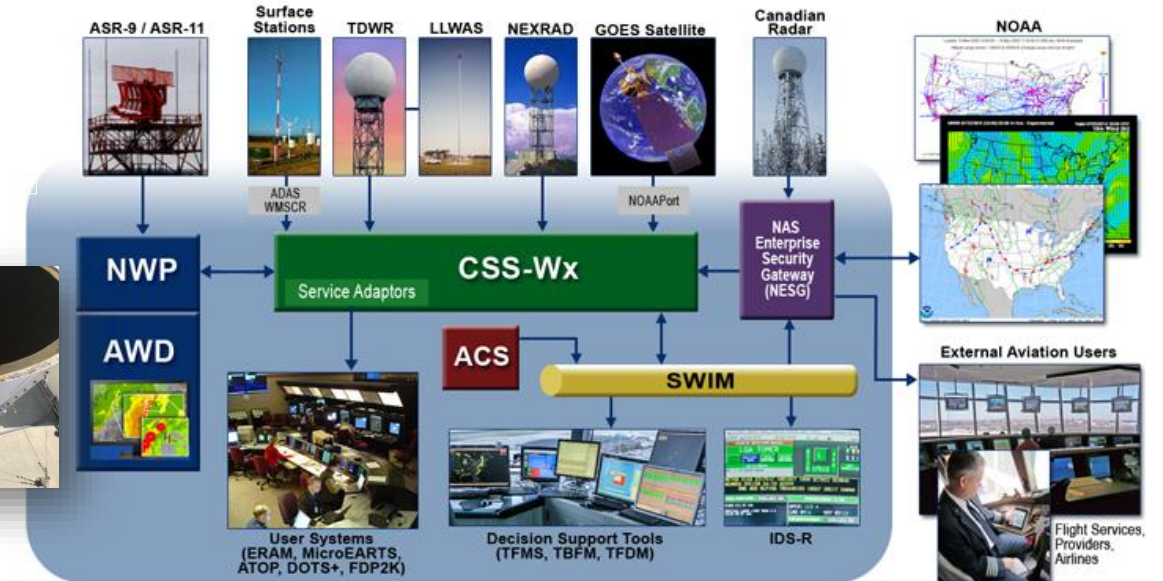 ASR-9 / ASR-11
Surface
Stations
TDWR
LLWAS
NEXRAD
GOES Satellite
Canadian
Radar
NOAA
ADAS
WMSCR
NOAAPort
NWP
AWD
CSS-Wx
Service Adaptors
NAS
Enterprise
Security
Gateway
(NESG)
ACS
SWIM
External Aviation Users
User Systems
(ERAM, MicroEARTS,
ATOP, DOTS+, FDP2K)
Decision Support Tools
(TFMS, TBFM, TFDM)
IDS-R
Flight Services,
Providers,
Airlines